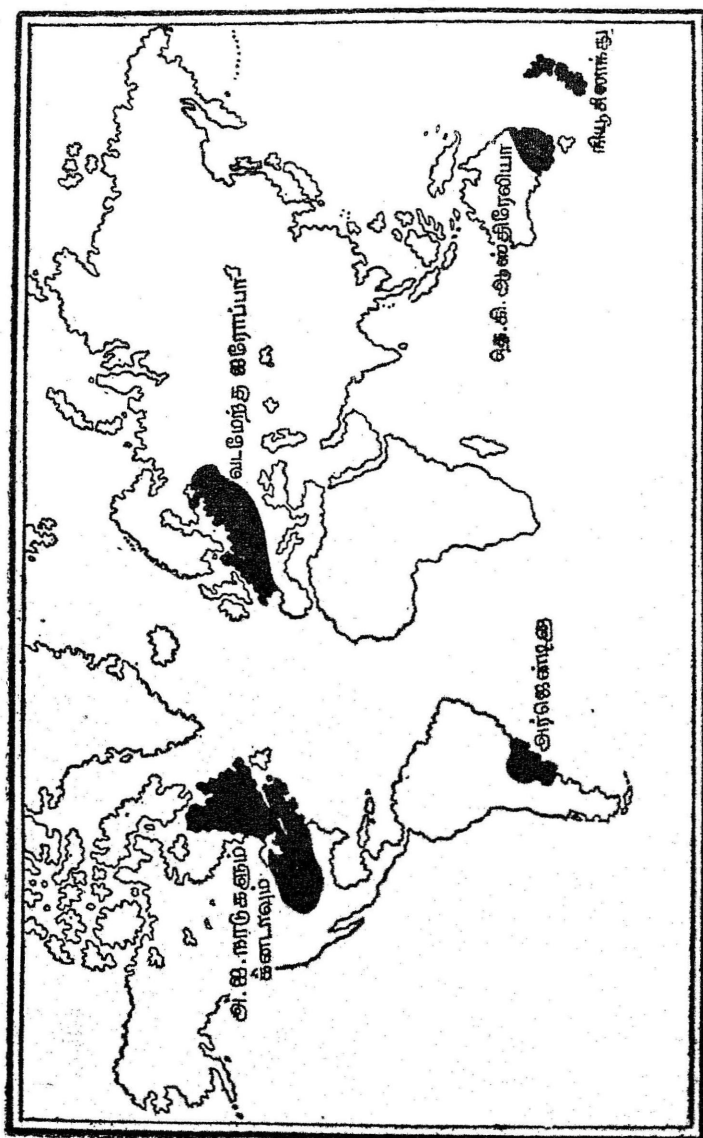 அ.ஐ.நாடுகளும்
கனடாவும்
வடமேற்த ஐரோப்பா
அர்ஜென்டினா
தெ.கி. ஆஸ்திரேலியா
நியூசிலாந்து